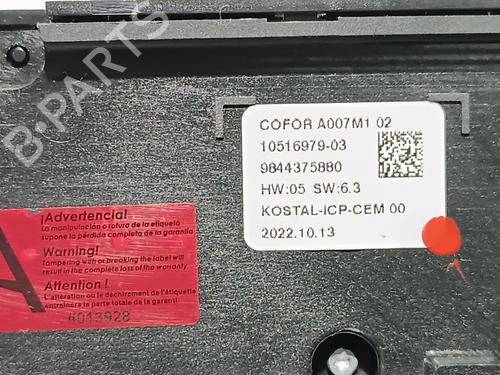 COFOR A007M1 02
10516979-03
9844375880
HW:05 SW:6.3
KOSTAL-ICP-CEM 00
2022.10.13
¡Advertencia!
La manipulación o rotura de la etiqueta
supone la pérdida completa de la garantía
Warning!
Tampering with or breaking the label will
result in the complete loss of the warranty
Attention !
L'altération ou le déchirement de l'étiquette
entraînera la perte totale de la garantie
#013928
B-PARTS